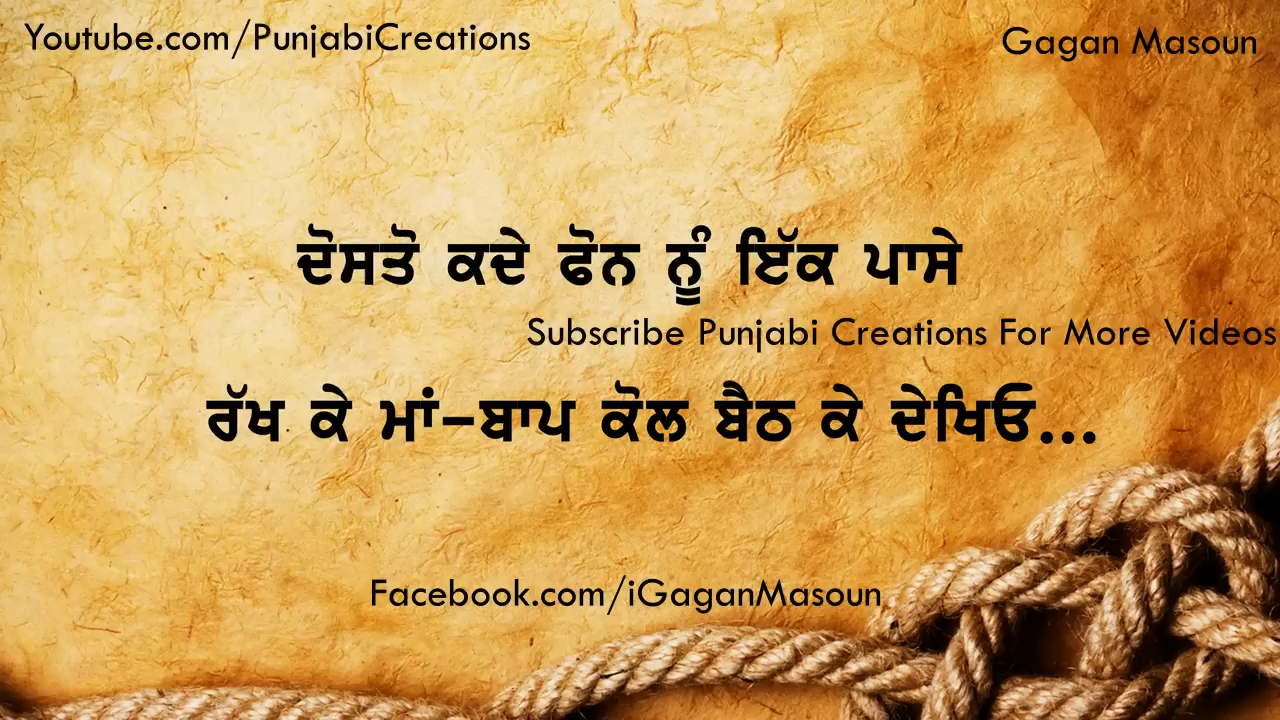 Youtube.com/PunjabiCreations
Gagan Masoun
ਦੋਸਤੋ ਕਦੇ ਫੋਨ ਨੂੰ ਇੱਕ ਪਾਸੇ
Subscribe Punjabi Creations For More Videos
ਰੱਖ ਕੇ ਮਾਂ-ਬਾਪ ਕੋਲ ਬੈਠ ਕੇ ਦੇਖਿਓ...
Facebook.com/iGaganMasoun